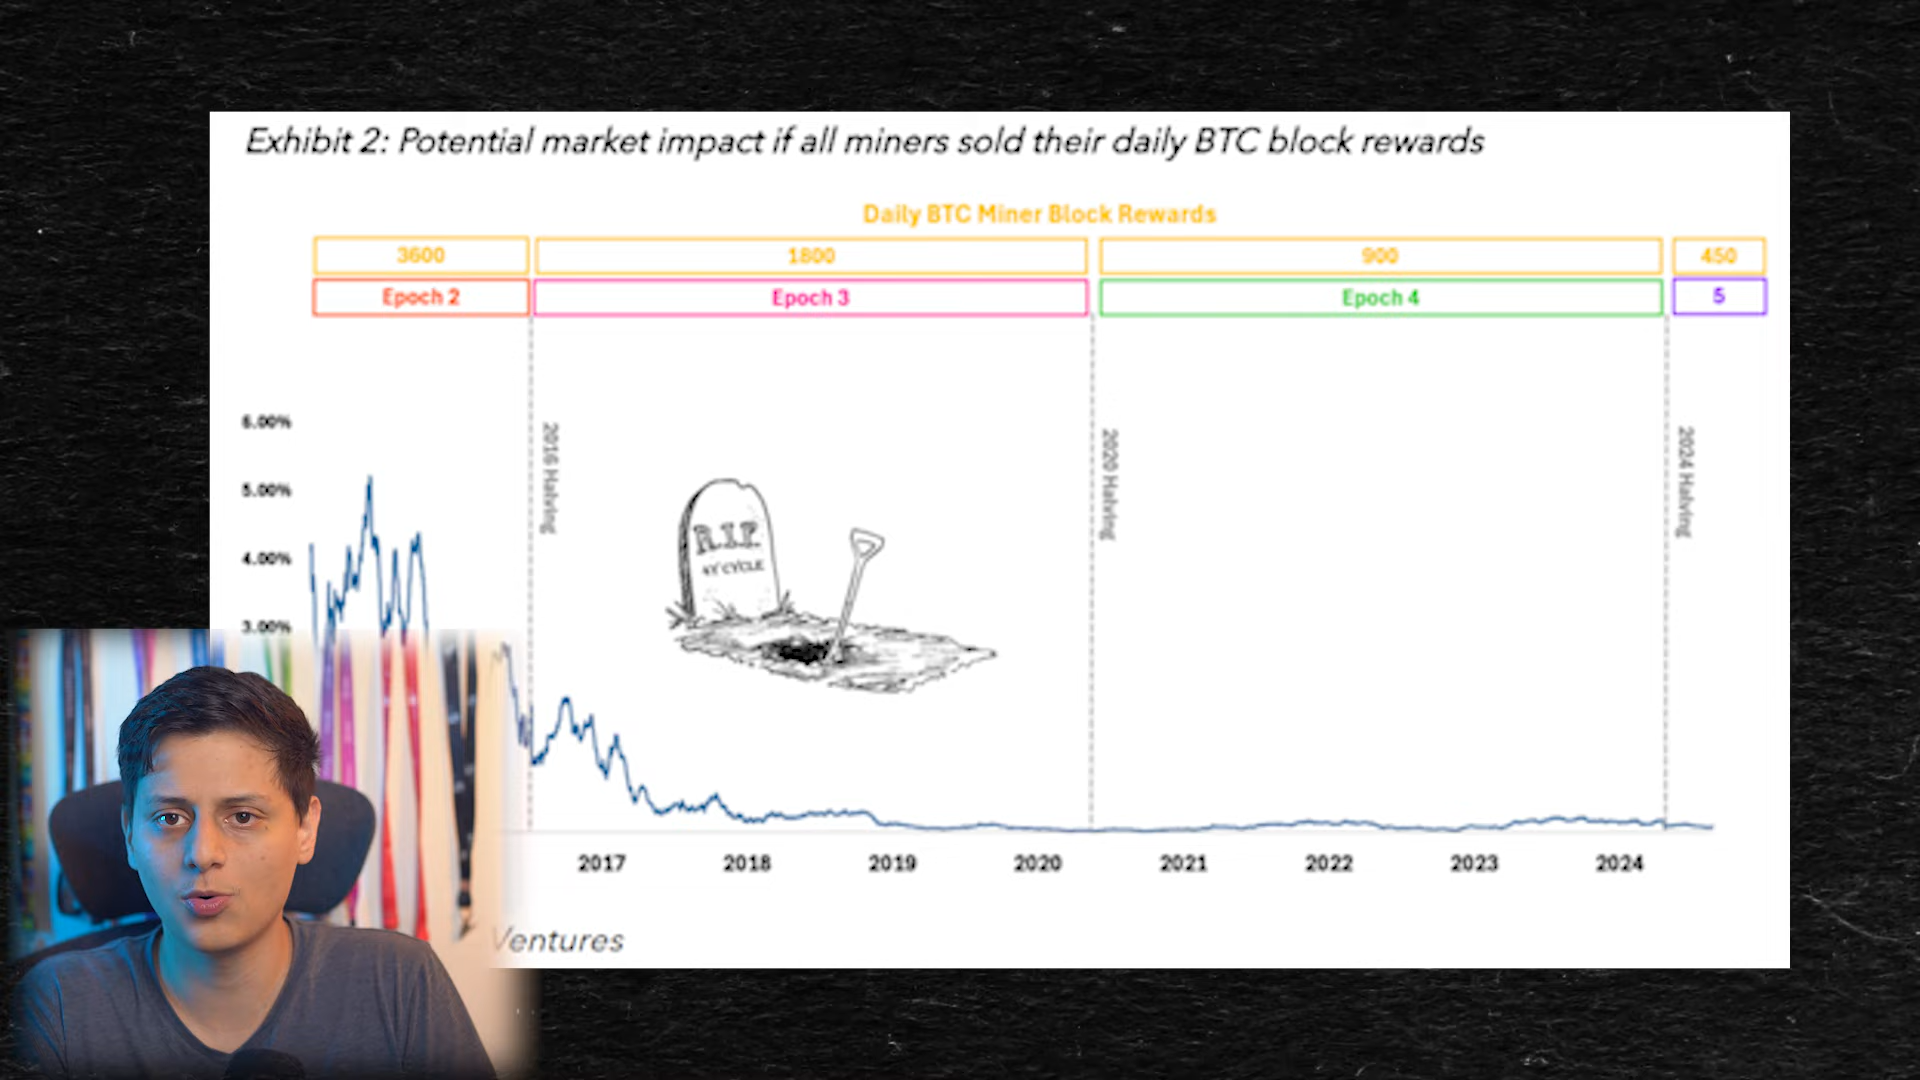 Exhibit 2: Potential market impact if all miners sold their daily BTC block rewards
Daily BTC Miner Block Rewards
3600 1800 900 450
Epoch 2 Epoch 3 Epoch 4 5
6.00%
5.00%
4.00%
3.00%
2016 Halving
2020 Halving
2024 Halving
R.I.P.
4Y CYCLE
2017 2018 2019 2020 2021 2022 2023 2024
Ventures